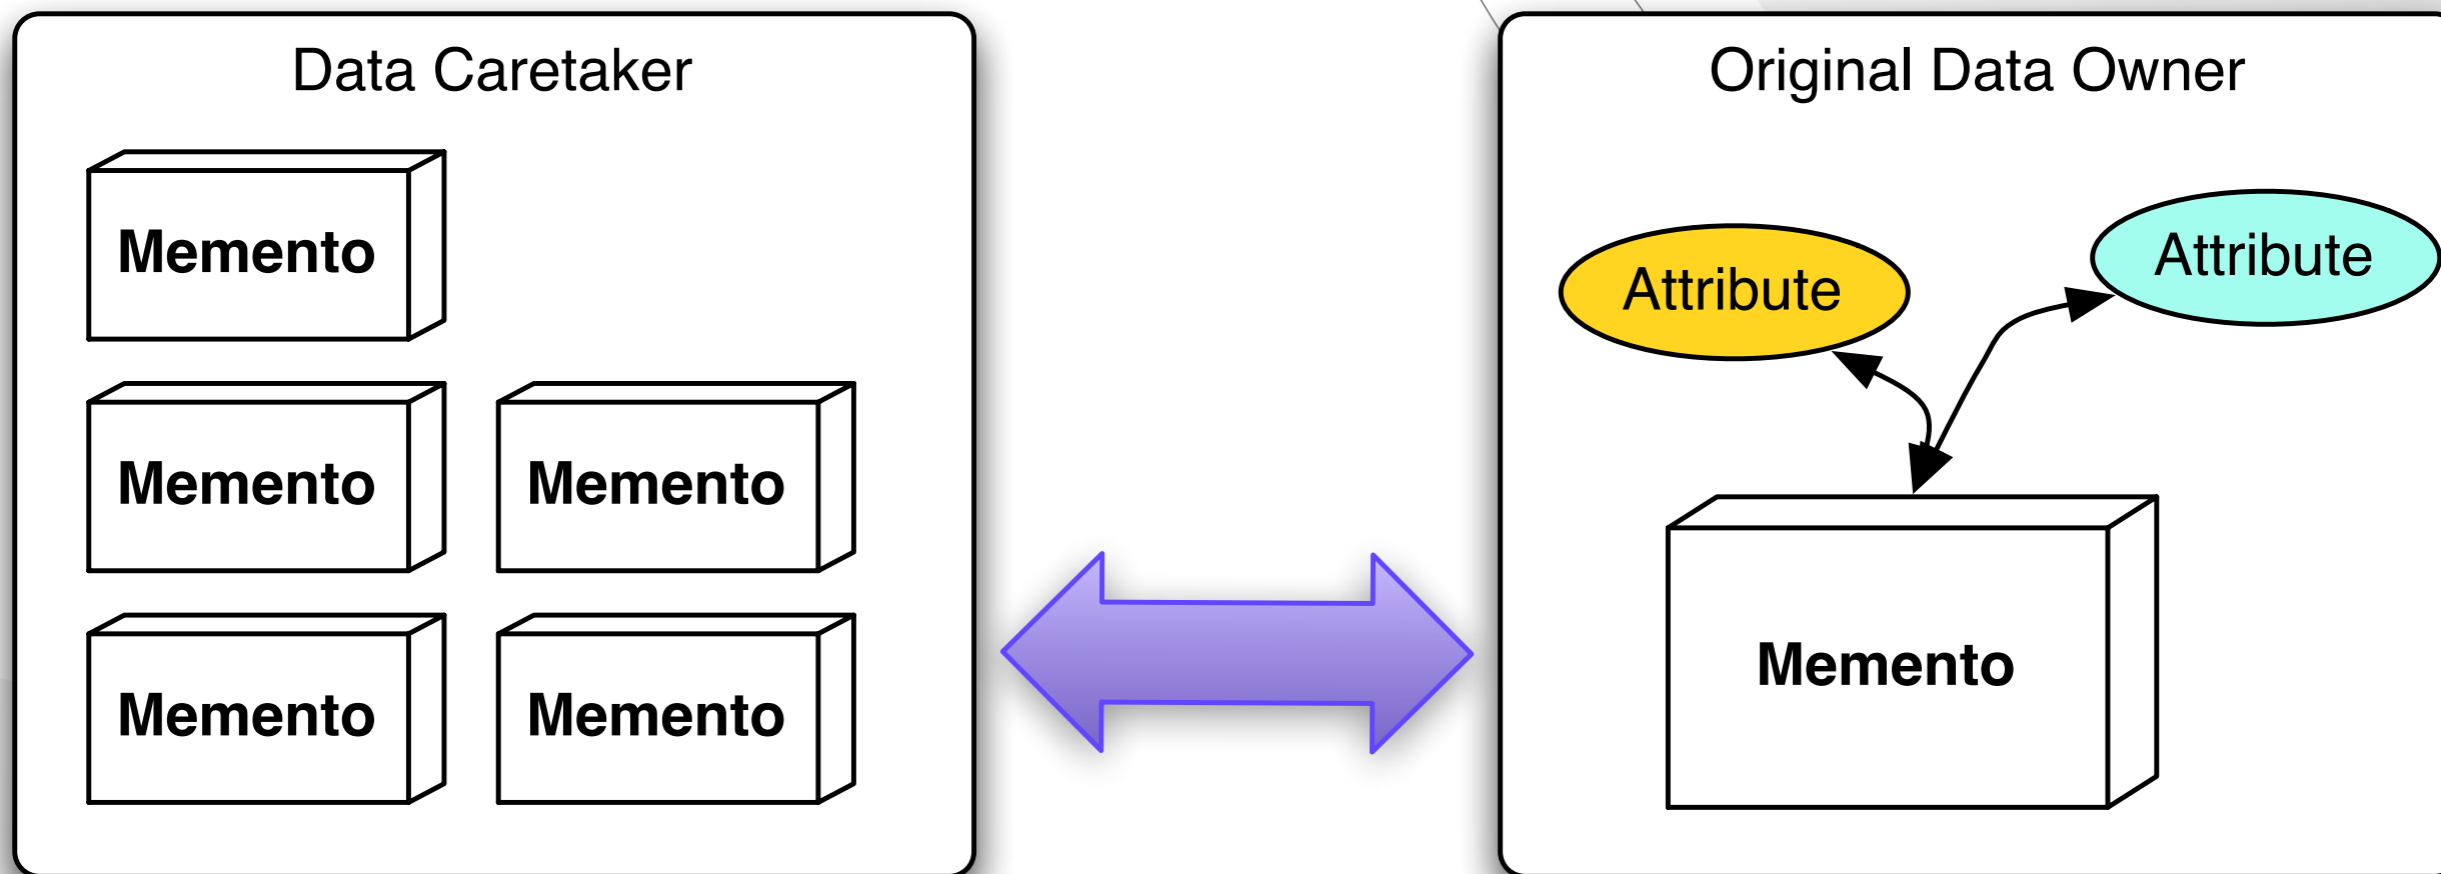 Data Caretaker
Memento
Memento Memento
Memento Memento
Original Data Owner
Attribute
Attribute
Memento